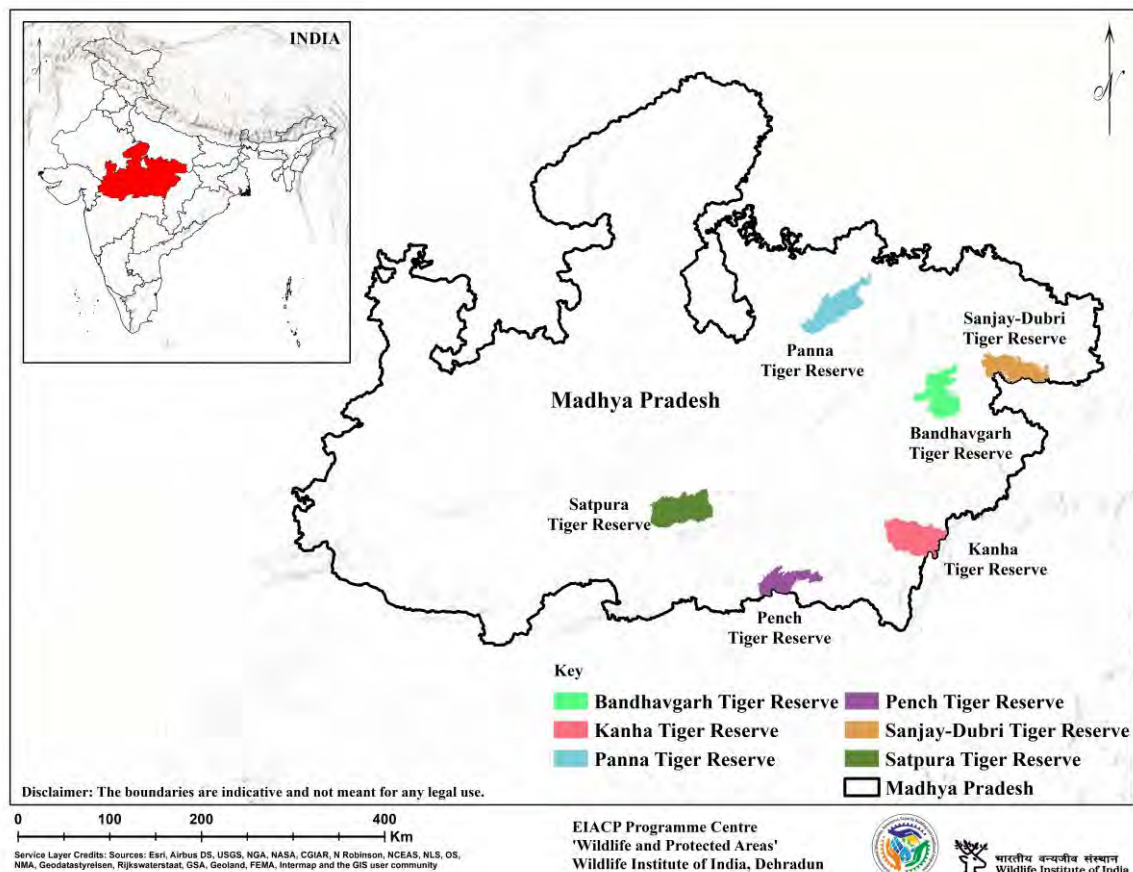 INDIA
N
N
Sanjay-Dubri
Tiger Reserve
Panna
Tiger Reserve
Madhya Pradesh
Bandhavgarh
Tiger Reserve
Satpura
Tiger Reserve
Kanha
Tiger Reserve
Pench
Tiger Reserve
Key
Bandhavgarh Tiger Reserve
Pench Tiger Reserve
Kanha Tiger Reserve
Sanjay-Dubri Tiger Reserve
Panna Tiger Reserve
Satpura Tiger Reserve
Madhya Pradesh
Disclaimer: The boundaries are indicative and not meant for any legal use.
0 100 200 400
Km
Service Layer Credits: Sources: Esri, Airbus DS, USGS, NGA, NASA, CGIAR, N Robinson, NCEAS, NLS, OS,
NMA, Geodatastyrelsen, Rijkswaterstaat, GSA, Geoland, FEMA, Intermap and the GIS user community
EIACP Programme Centre
'Wildlife and Protected Areas'
Wildlife Institute of India, Dehradun
भारतीय वन्यजीव संस्थान
Wildlife Institute of India